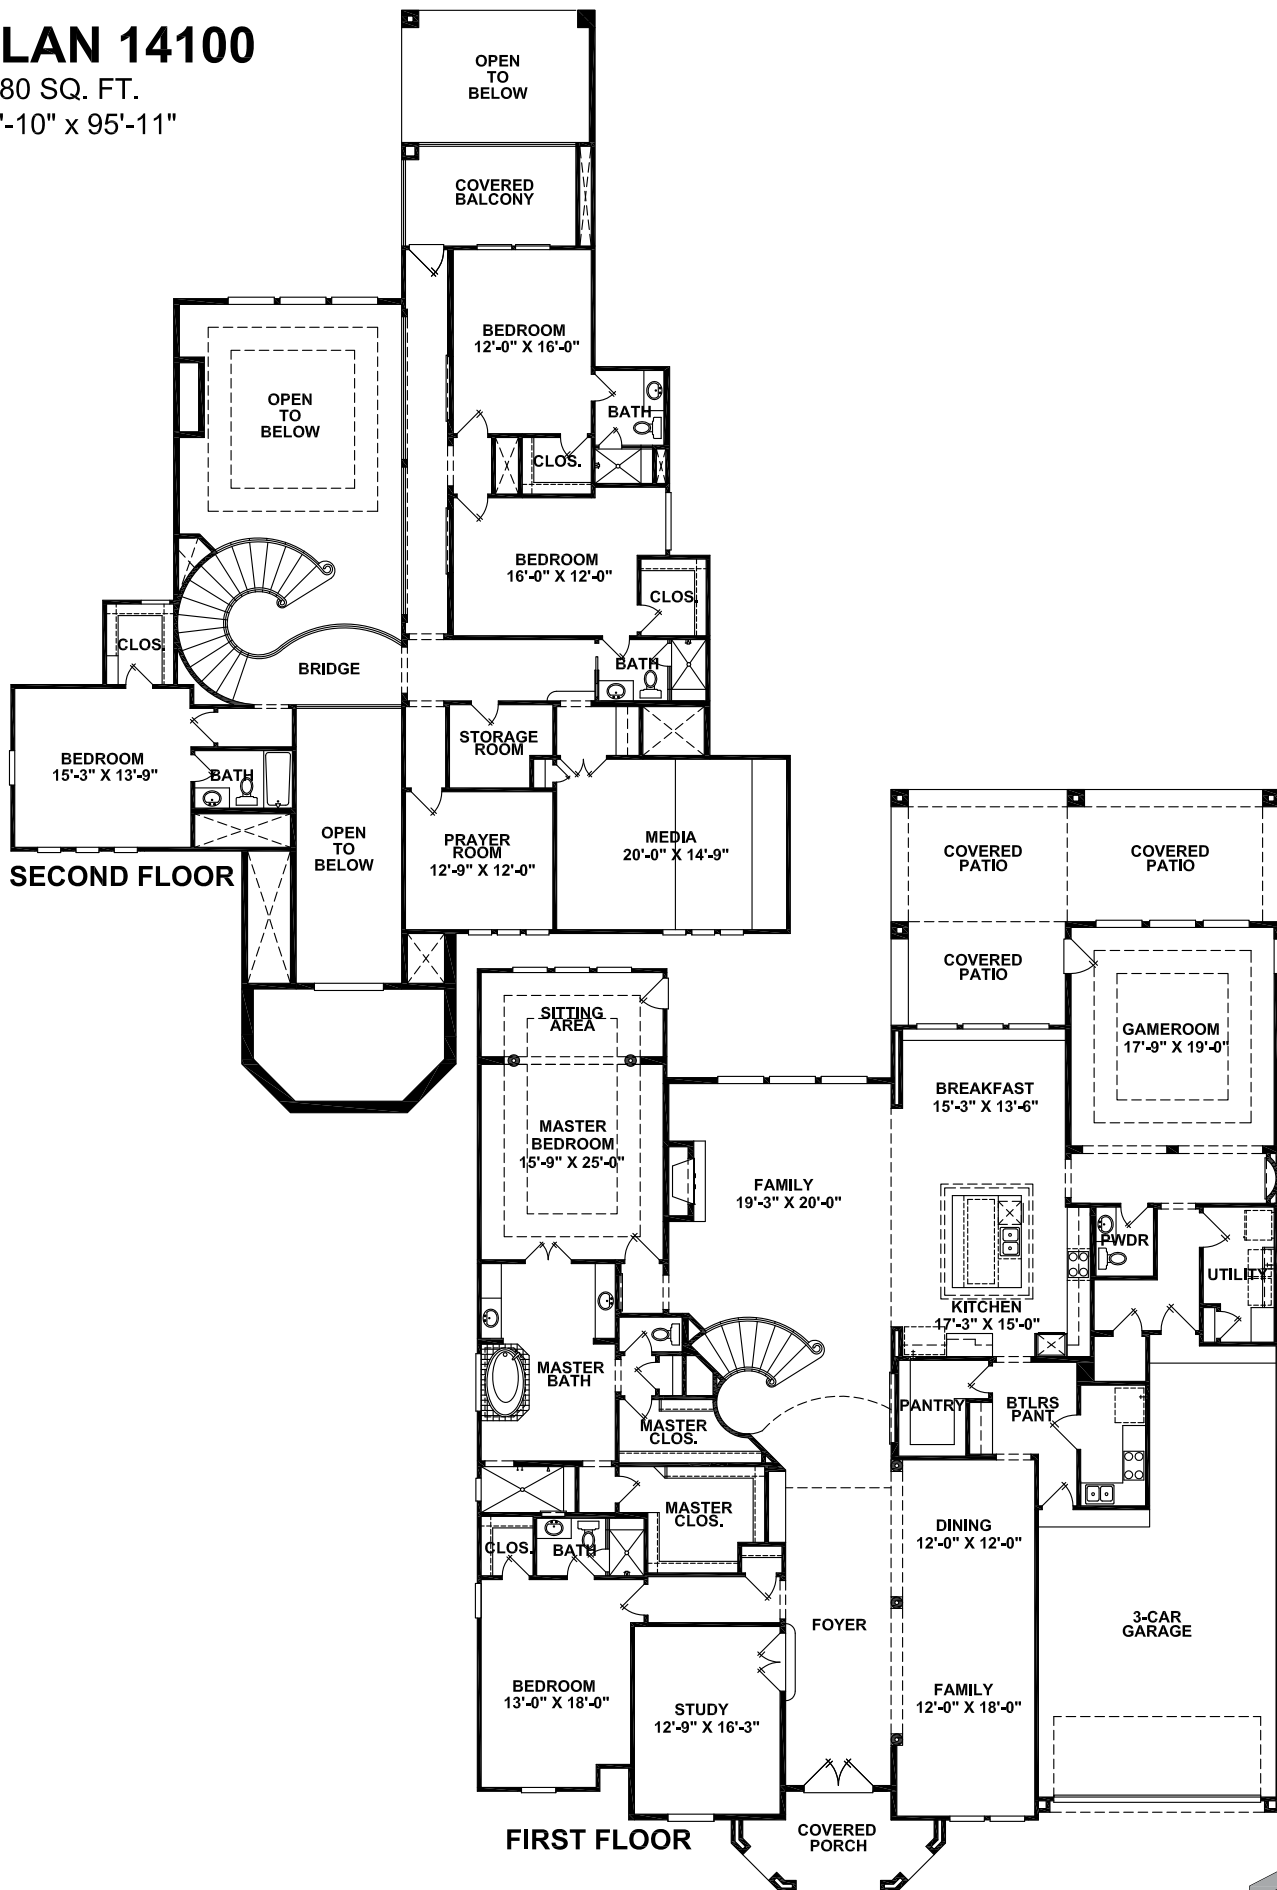 LAN 14100
80 SQ. FT.
'-10" x 95'-11"
OPEN
TO
BELOW
COVERED
BALCONY
BEDROOM
12'-0" X 16'-0"
OPEN
TO
BELOW
BATH
CLOS.
BEDROOM
16'-0" X 12'-0"
CLOS.
CLOS.
BRIDGE
BATH
STORAGE
ROOM
BEDROOM
15'-3" X 13'-9"
BATH
OPEN
TO
BELOW
PRAYER
ROOM
12'-9" X 12'-0"
MEDIA
20'-0" X 14'-9"
SECOND FLOOR
COVERED
PATIO
COVERED
PATIO
COVERED
PATIO
SITTING
AREA
GAMEROOM
17'-9" X 19'-0"
BREAKFAST
15'-3" X 13'-6"
MASTER
BEDROOM
15'-9" X 25'-0"
FAMILY
19'-3" X 20'-0"
PWDR
UTILITY
KITCHEN
17'-3" X 15'-0"
MASTER
BATH
PANTRY
BTLRS
PANT
MASTER
CLOS.
MASTER
CLOS.
DINING
12'-0" X 12'-0"
CLOS.
BATH
FOYER
3-CAR
GARAGE
BEDROOM
13'-0" X 18'-0"
STUDY
12'-9" X 16'-3"
FAMILY
12'-0" X 18'-0"
COVERED
PORCH
FIRST FLOOR